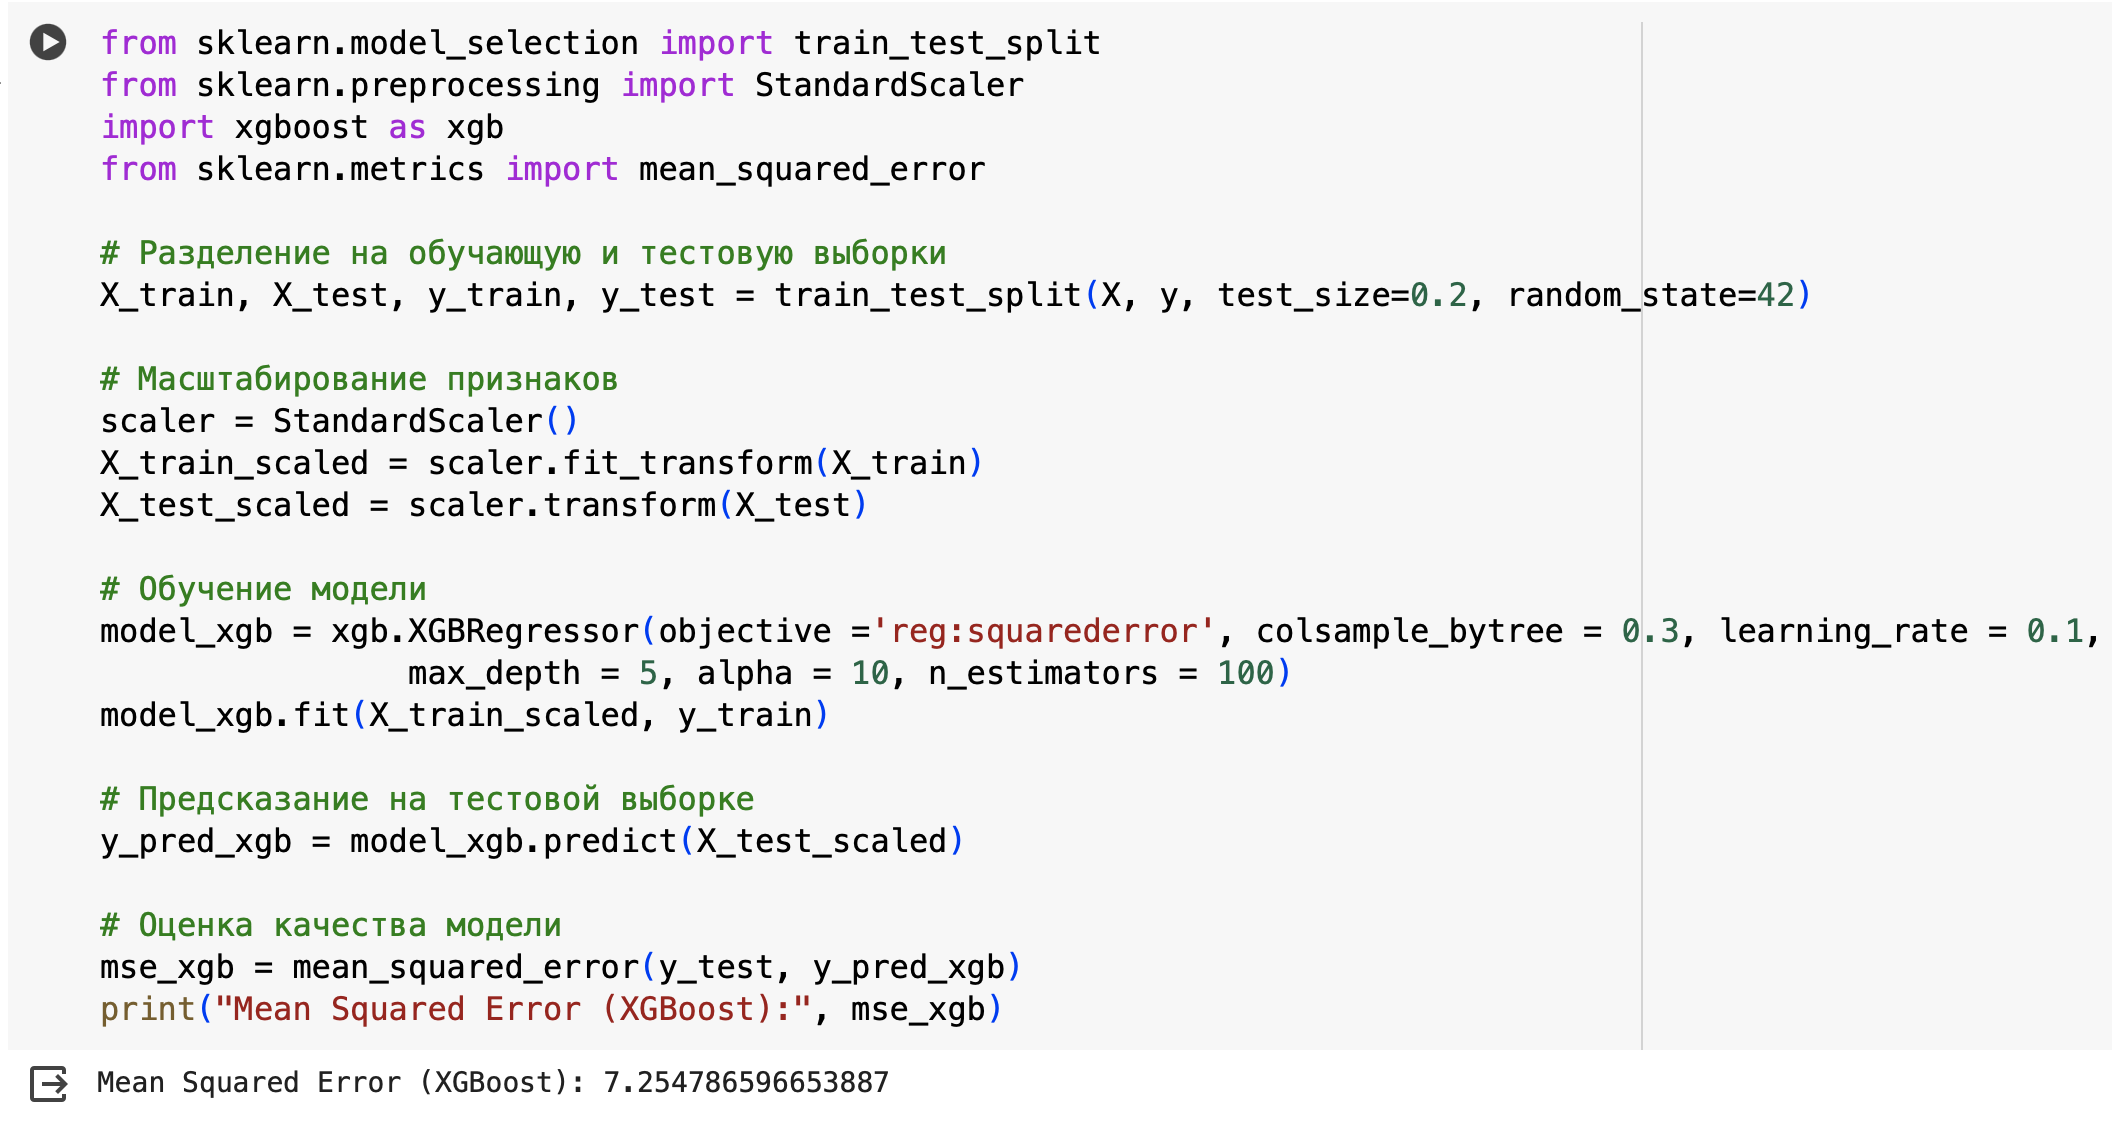 from sklearn.model_selection import train_test_split
from sklearn.preprocessing import StandardScaler
import xgboost as xgb
from sklearn.metrics import mean_squared_error
# Разделение на обучающую и тестовую выборки
X_train, X_test, y_train, y_test = train_test_split(X, y, test_size=0.2, random_state=42)
# Масштабирование признаков
scaler = StandardScaler()
X_train_scaled = scaler.fit_transform(X_train)
X_test_scaled = scaler.transform(X_test)
# Обучение модели
model_xgb = xgb.XGBRegressor(objective ='reg:squarederror', colsample_bytree = 0.3, learning_rate = 0.1,
max_depth = 5, alpha = 10, n_estimators = 100)
model_xgb.fit(X_train_scaled, y_train)
# Предсказание на тестовой выборке
y_pred_xgb = model_xgb.predict(X_test_scaled)
# Оценка качества модели
mse_xgb = mean_squared_error(y_test, y_pred_xgb)
print("Mean Squared Error (XGBoost):", mse_xgb)
Mean Squared Error (XGBoost): 7.254786596653887